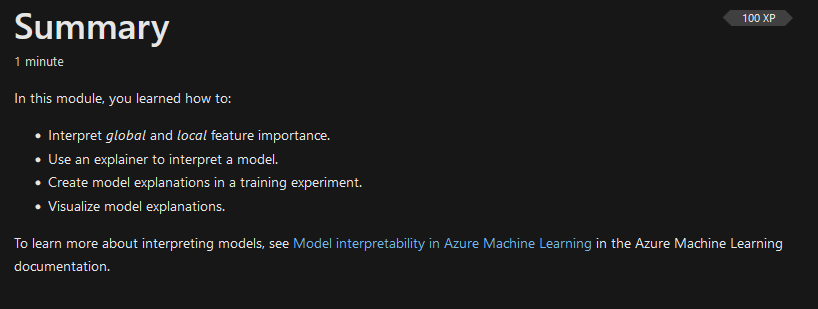 Summary
100 XP
1 minute
In this module, you learned how to:
• Interpret global and local feature importance.
• Use an explainer to interpret a model.
• Create model explanations in a training experiment.
• Visualize model explanations.
To learn more about interpreting models, see Model interpretability in Azure Machine Learning in the Azure Machine Learning
documentation.